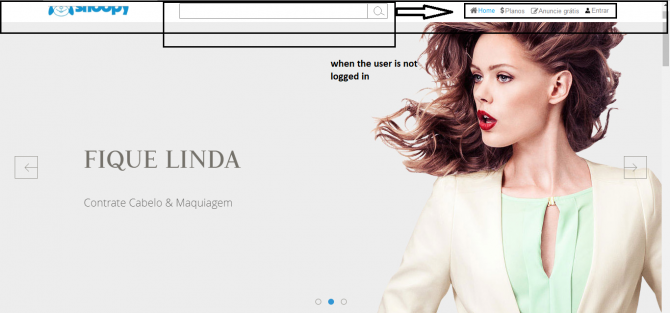 snoopy
Home $ Planos Anuncie grátis Entrar
when the user is not
logged in
FIQUE LINDA
Contrate Cabelo & Maquiagem